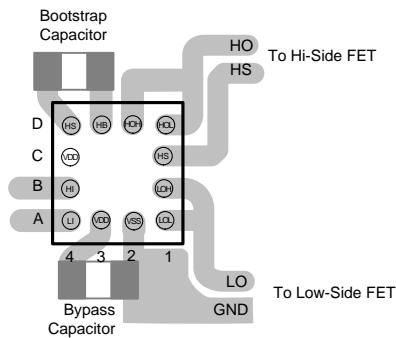 Bootstrap
Capacitor
HO
To Hi-Side FET
HS
D HS HB HOH HOL
C VDD HS
B HI LOH
A LI VDD VSS LOL
4 3 2 1
LO
To Low-Side FET
GND
Bypass
Capacitor